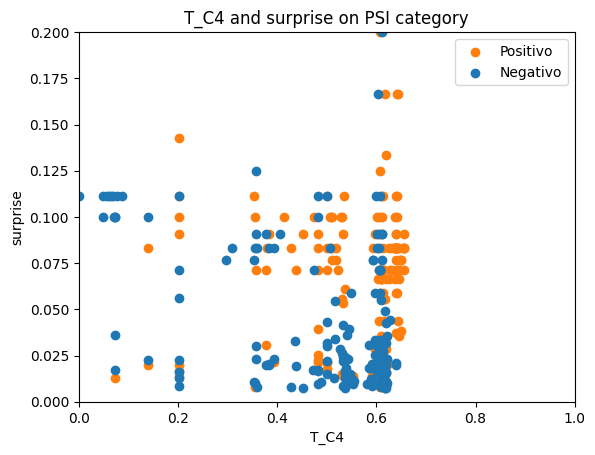 T_C4 and surprise on PSI category
0.200
0.175
0.150
0.125
0.100
0.075
0.050
0.025
0.000
surprise
Positivo
Negativo
0.0 0.2 0.4 0.6 0.8 1.0
T_C4